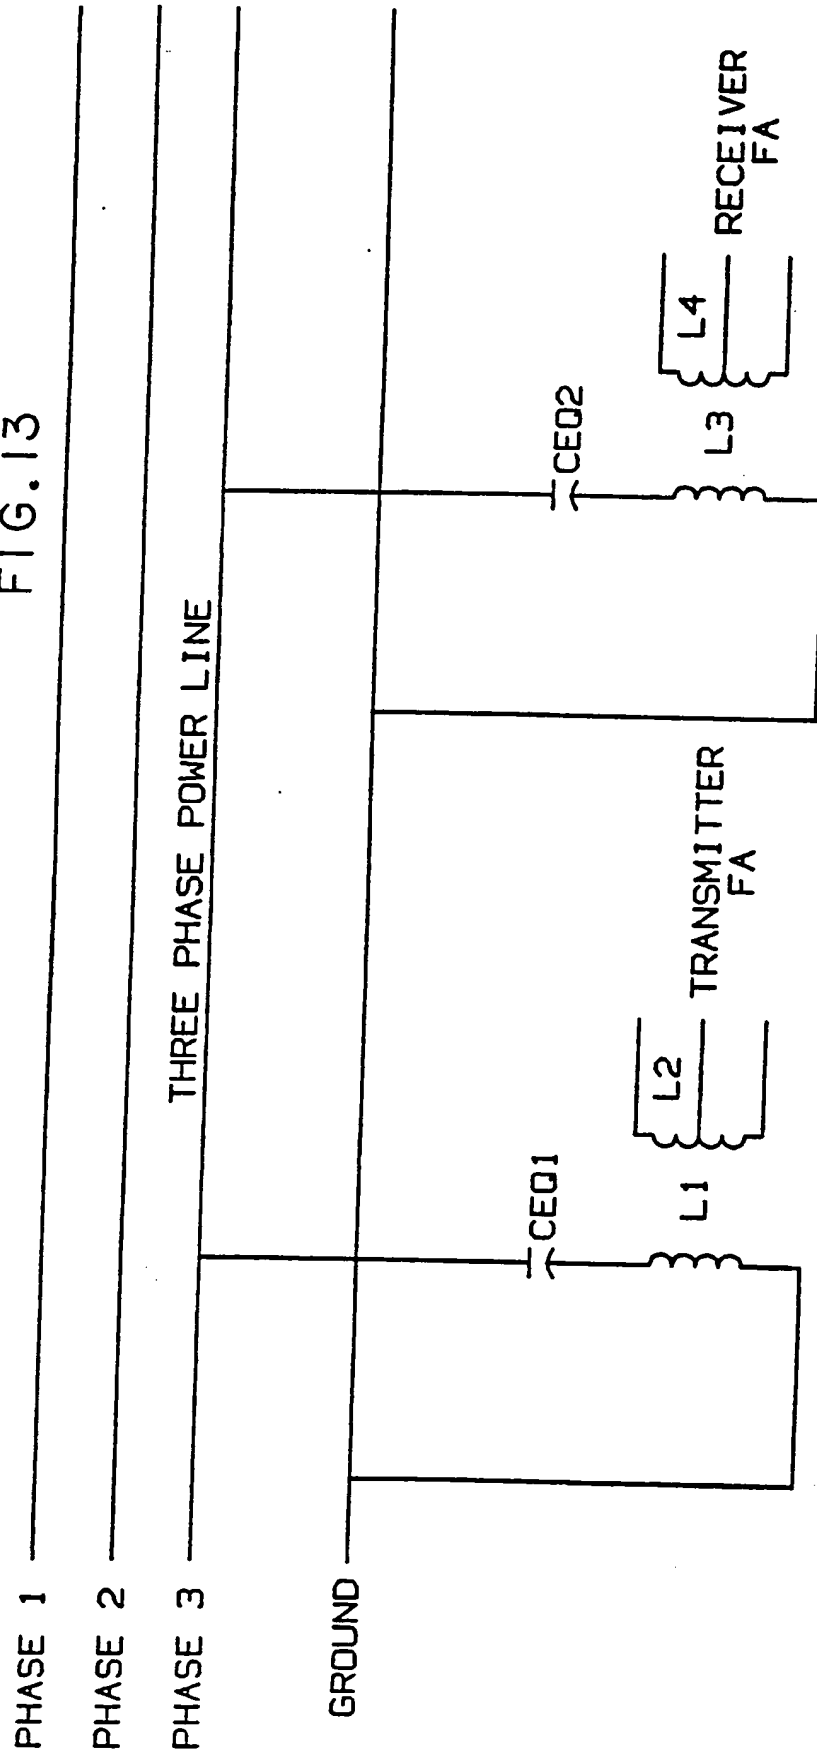 FIG.13
PHASE 1
PHASE 2
PHASE 3
THREE PHASE POWER LINE
GROUND
CEQ1
CEQ2
L1
L2
TRANSMITTER
FA
L3
L4
RECEIVER
FA